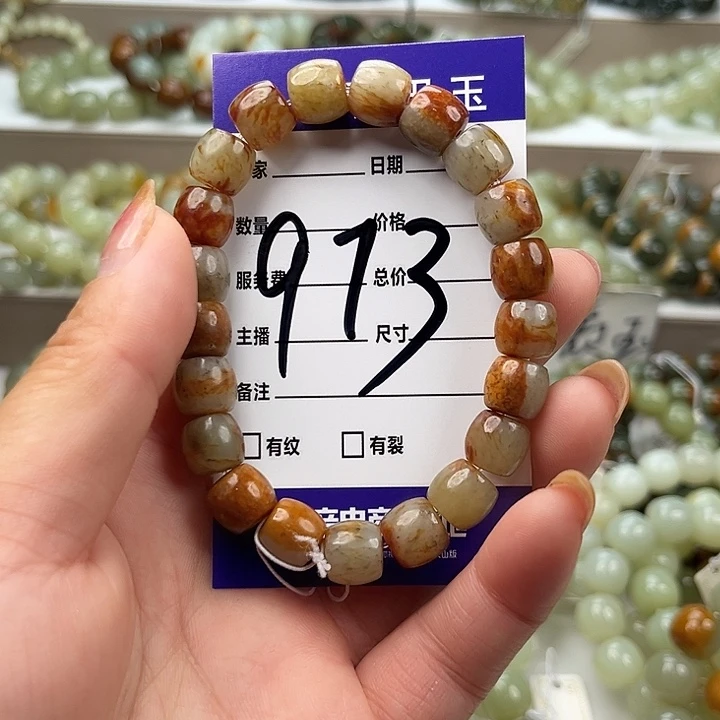 玉
家 日期
数量 价格
服务费 总价
913
主播 尺寸
备注
有纹 有裂